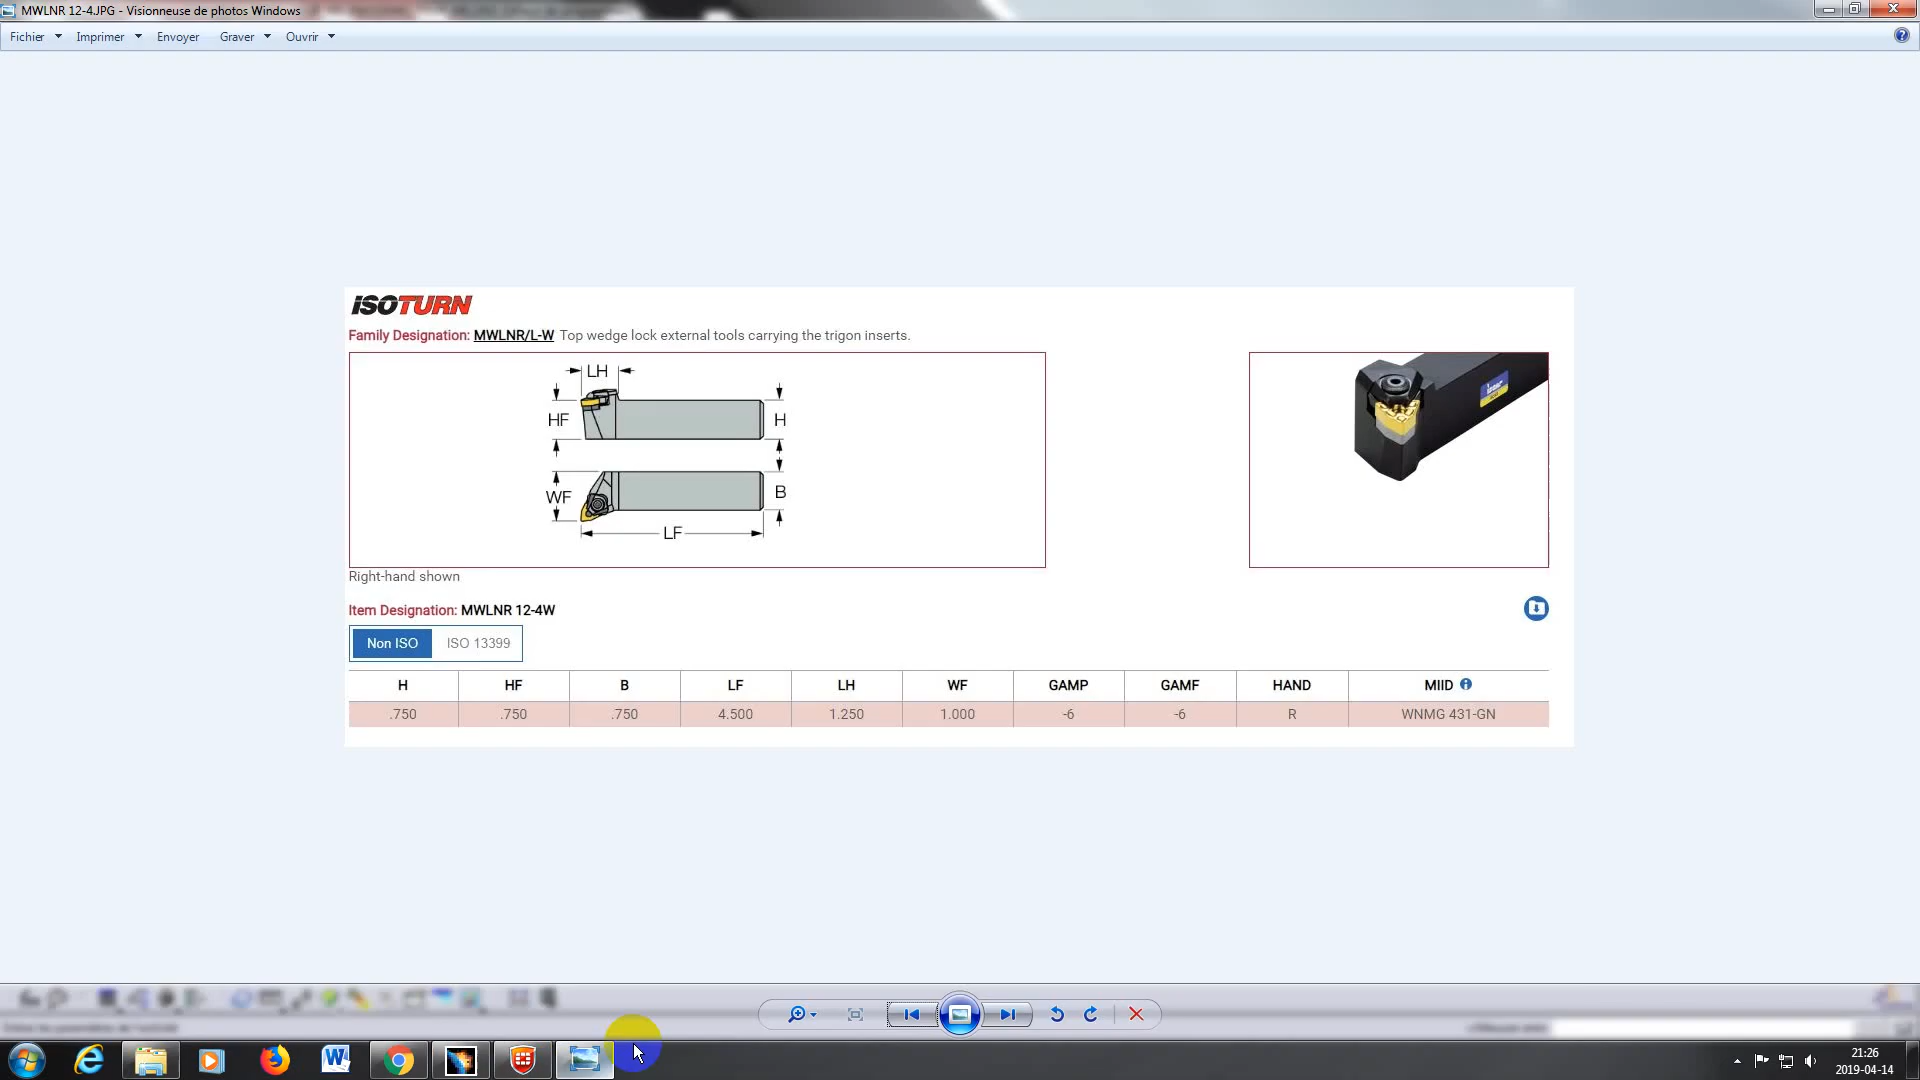 MWLNR 12-4.JPG - Visionneuse de photos Windows
Fichier Imprimer Envoyer Graver Ouvrir
ISOTURN
Family Designation: MWLNR/L-W Top wedge lock external tools carrying the trigon inserts.
LH
HF H
WF B
LF
Right-hand shown
Item Designation: MWLNR 12-4W
Non ISO ISO 13399
H HF B LF LH WF GAMP GAMF HAND MIID
.750 .750 .750 4.500 1.250 1.000 -6 -6 R WNMG 431-GN
21:26
2019-04-14